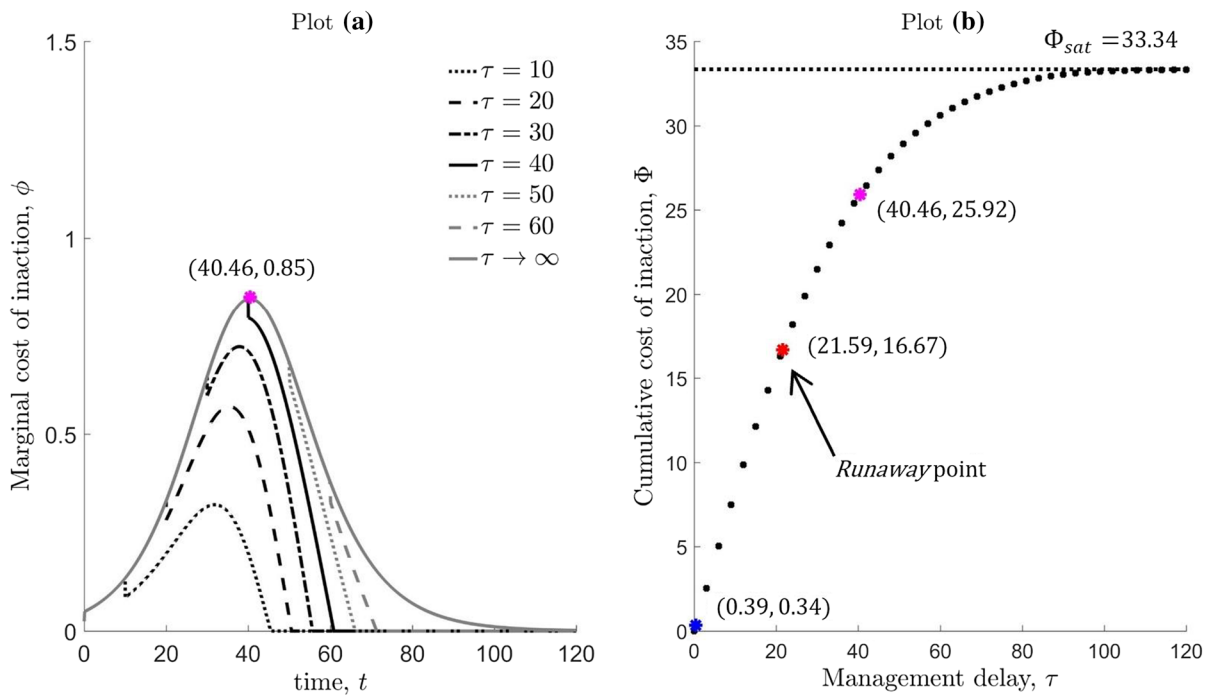 Plot (a)
Marginal cost of inaction, ϕ
1.5
1
0.5
0
τ = 10
τ = 20
τ = 30
τ = 40
τ = 50
τ = 60
τ → ∞
(40.46, 0.85)
0 20 40 60 80 100 120
time, t
Plot (b)
Cumulative cost of inaction, Φ
35
30
25
20
15
10
5
0
Φsat =33.34
(40.46, 25.92)
(21.59, 16.67)
Runaway point
(0.39, 0.34)
0 20 40 60 80 100 120
Management delay, τ